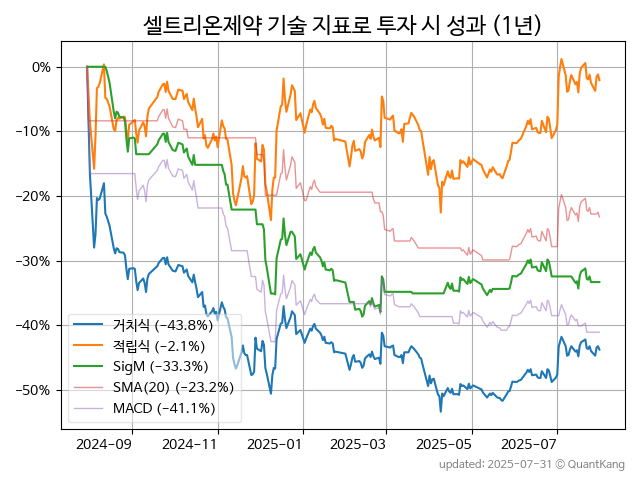 셀트리온제약 기술 지표로 투자 시 성과 (1년)
0%
−10%
−20%
−30%
−40%
−50%
거치식 (−43.8%)
적립식 (−2.1%)
SigM (−33.3%)
SMA(20) (−23.2%)
MACD (−41.1%)
2024−09
2024−11
2025−01
2025−03
2025−05
2025−07
updated: 2025-07-31 © QuantKang